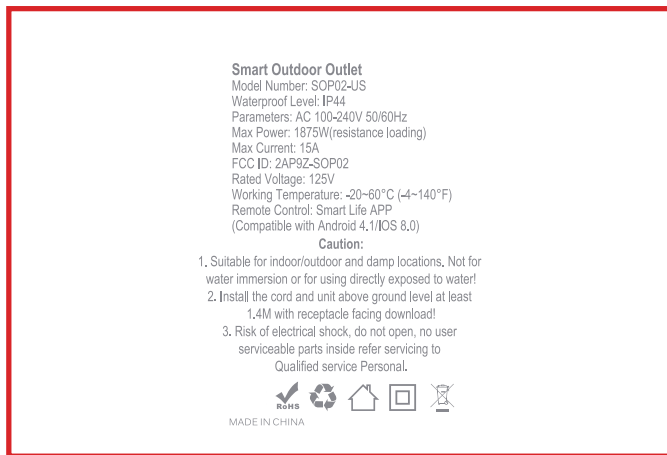 Smart Outdoor Outlet
Model Number: SOP02-US
Waterproof Level: IP44
Parameters: AC 100-240V 50/60Hz
Max Power: 1875W(resistance loading)
Max Current: 15A
FCC ID: 2AP9Z-SOP02
Rated Voltage: 125V
Working Temperature: -20~60°C (-4~140°F)
Remote Control: Smart Life APP
(Compatible with Android 4.1/IOS 8.0)
Caution:
1. Suitable for indoor/outdoor and damp locations. Not for
water immersion or for using directly exposed to water!
2. Install the cord and unit above ground level at least
1.4M with receptacle facing download!
3. Risk of electrical shock, do not open, no user
serviceable parts inside refer servicing to
Qualified service Personal.
RoHS
MADE IN CHINA